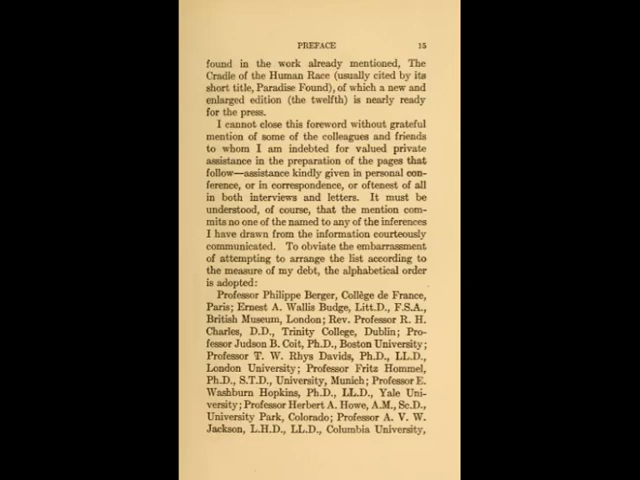 PREFACE 15
found in the work already mentioned, The
Cradle of the Human Race (usually cited by its
short title, Paradise Found), of which a new and
enlarged edition (the twelfth) is nearly ready
for the press.
I cannot close this foreword without grateful
mention of some of the colleagues and friends
to whom I am indebted for valued private
assistance in the preparation of the pages that
follow—assistance kindly given in personal con-
ference, or in correspondence, or oftenest of all
in both interviews and letters. It must be
understood, of course, that the mention com-
mits no one of the named to any of the inferences
I have drawn from the information courteously
communicated. To obviate the embarrassment
of attempting to arrange the list according to
the measure of my debt, the alphabetical order
is adopted:
Professor Philippe Berger, Collège de France,
Paris; Ernest A. Wallis Budge, Litt.D., F.S.A.,
British Museum, London; Rev. Professor R. H.
Charles, D.D., Trinity College, Dublin; Pro-
fessor Judson B. Coit, Ph.D., Boston University;
Professor T. W. Rhys Davids, Ph.D., LL.D.,
London University; Professor Fritz Hommel,
Ph.D., S.T.D., University, Munich; Professor E.
Washburn Hopkins, Ph.D., LL.D., Yale Uni-
versity; Professor Herbert A. Howe, A.M., Sc.D.,
University Park, Colorado; Professor A. V. W.
Jackson, L.H.D., LL.D., Columbia University,